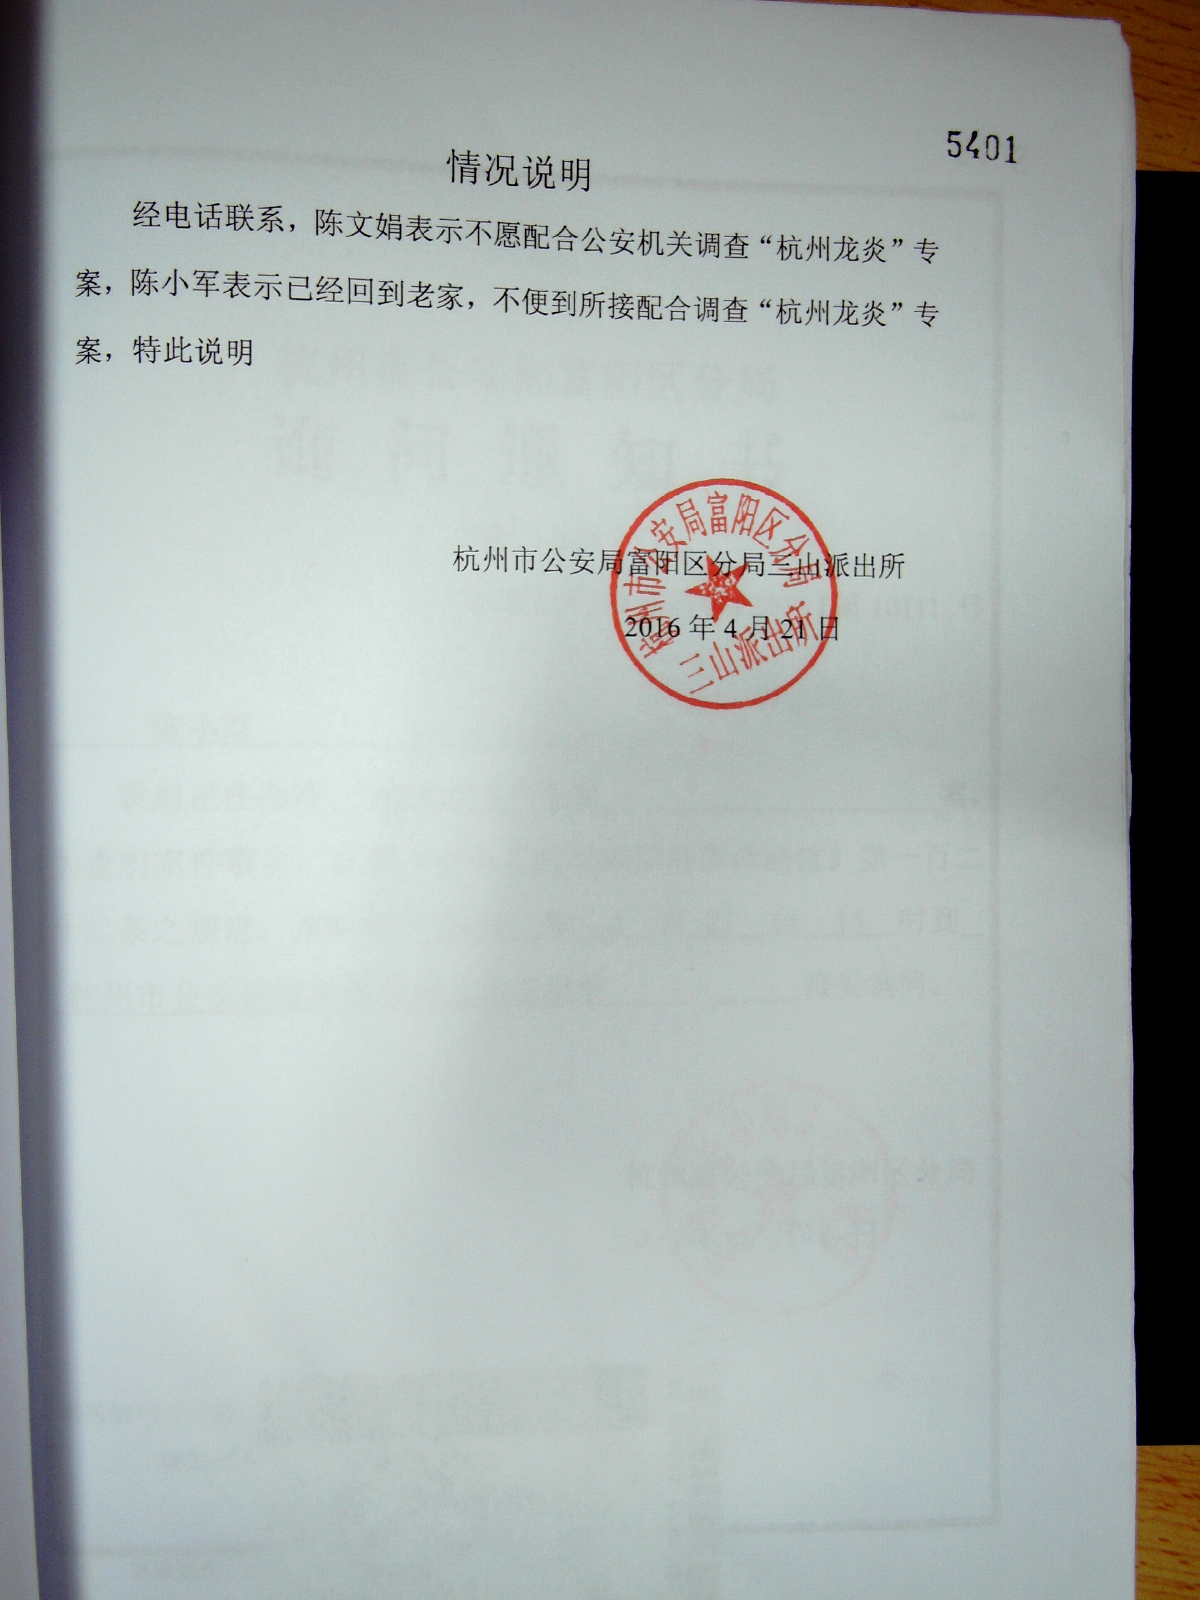 5401
情况说明
经电话联系，陈文娟表示不愿配合公安机关调查“杭州龙炎”专
案，陈小军表示已经回到老家，不便到所接配合调查“杭州龙炎”专
案，特此说明
杭州市公安局富阳区分局三山派出所
2016 年 4 月 21 日
杭州市公安局富阳区分局
三山派出所